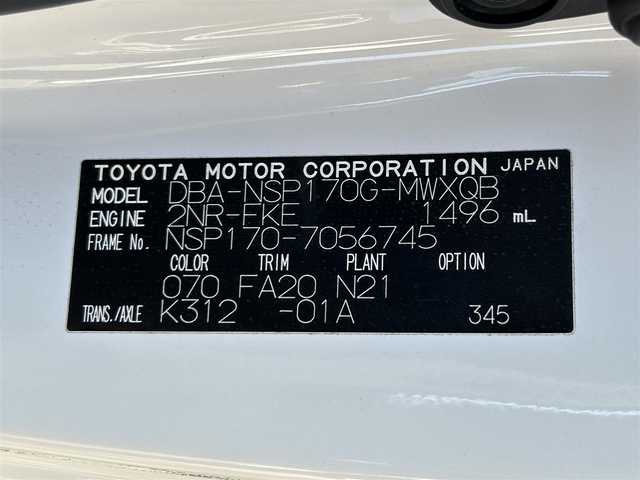 TOYOTA MOTOR CORPORATION JAPAN
MODEL DBA-NSP170G-MWXQB
ENGINE 2NR-FKE 1496 mL
FRAME No. NSP170-7056745
COLOR TRIM PLANT OPTION
070 FA20 N21
TRANS./AXLE K312 -01A 345